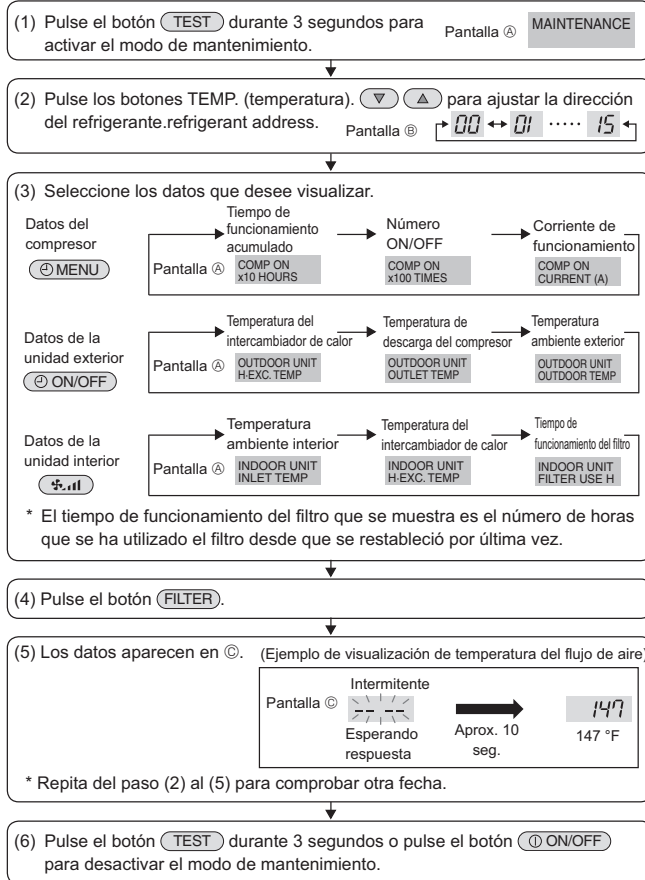 (1) Pulse el botón TEST durante 3 segundos para
activar el modo de mantenimiento.
Pantalla Ⓐ MAINTENANCE
(2) Pulse los botones TEMP. (temperatura). ▽ △ para ajustar la dirección
del refrigerante.refrigerant address.
Pantalla Ⓑ 00 ↔ 01 ····· 15
(3) Seleccione los datos que desee visualizar.
Datos del
compresor
MENU
Pantalla Ⓐ
Tiempo de
funcionamiento
acumulado
COMP ON
x10 HOURS
Número
ON/OFF
COMP ON
x100 TIMES
Corriente de
funcionamiento
COMP ON
CURRENT (A)
Datos de la
unidad exterior
ON/OFF
Pantalla Ⓐ
Temperatura del
intercambiador de calor
OUTDOOR UNIT
H-EXC. TEMP
Temperatura de
descarga del compresor
OUTDOOR UNIT
OUTLET TEMP
Temperatura
ambiente exterior
OUTDOOR UNIT
OUTDOOR TEMP
Datos de la
unidad interior
Pantalla Ⓐ
Temperatura
ambiente interior
INDOOR UNIT
INLET TEMP
Temperatura del
intercambiador de calor
INDOOR UNIT
H-EXC. TEMP
Tiempo de
funcionamiento del filtro
INDOOR UNIT
FILTER USE H
* El tiempo de funcionamiento del filtro que se muestra es el número de horas
que se ha utilizado el filtro desde que se restableció por última vez.
(4) Pulse el botón FILTER.
(5) Los datos aparecen en Ⓒ. (Ejemplo de visualización de temperatura del flujo de aire)
Pantalla Ⓒ
Intermitente
-- --
Esperando
respuesta
Aprox. 10
seg.
147
147 °F
* Repita del paso (2) al (5) para comprobar otra fecha.
(6) Pulse el botón TEST durante 3 segundos o pulse el botón ON/OFF
para desactivar el modo de mantenimiento.